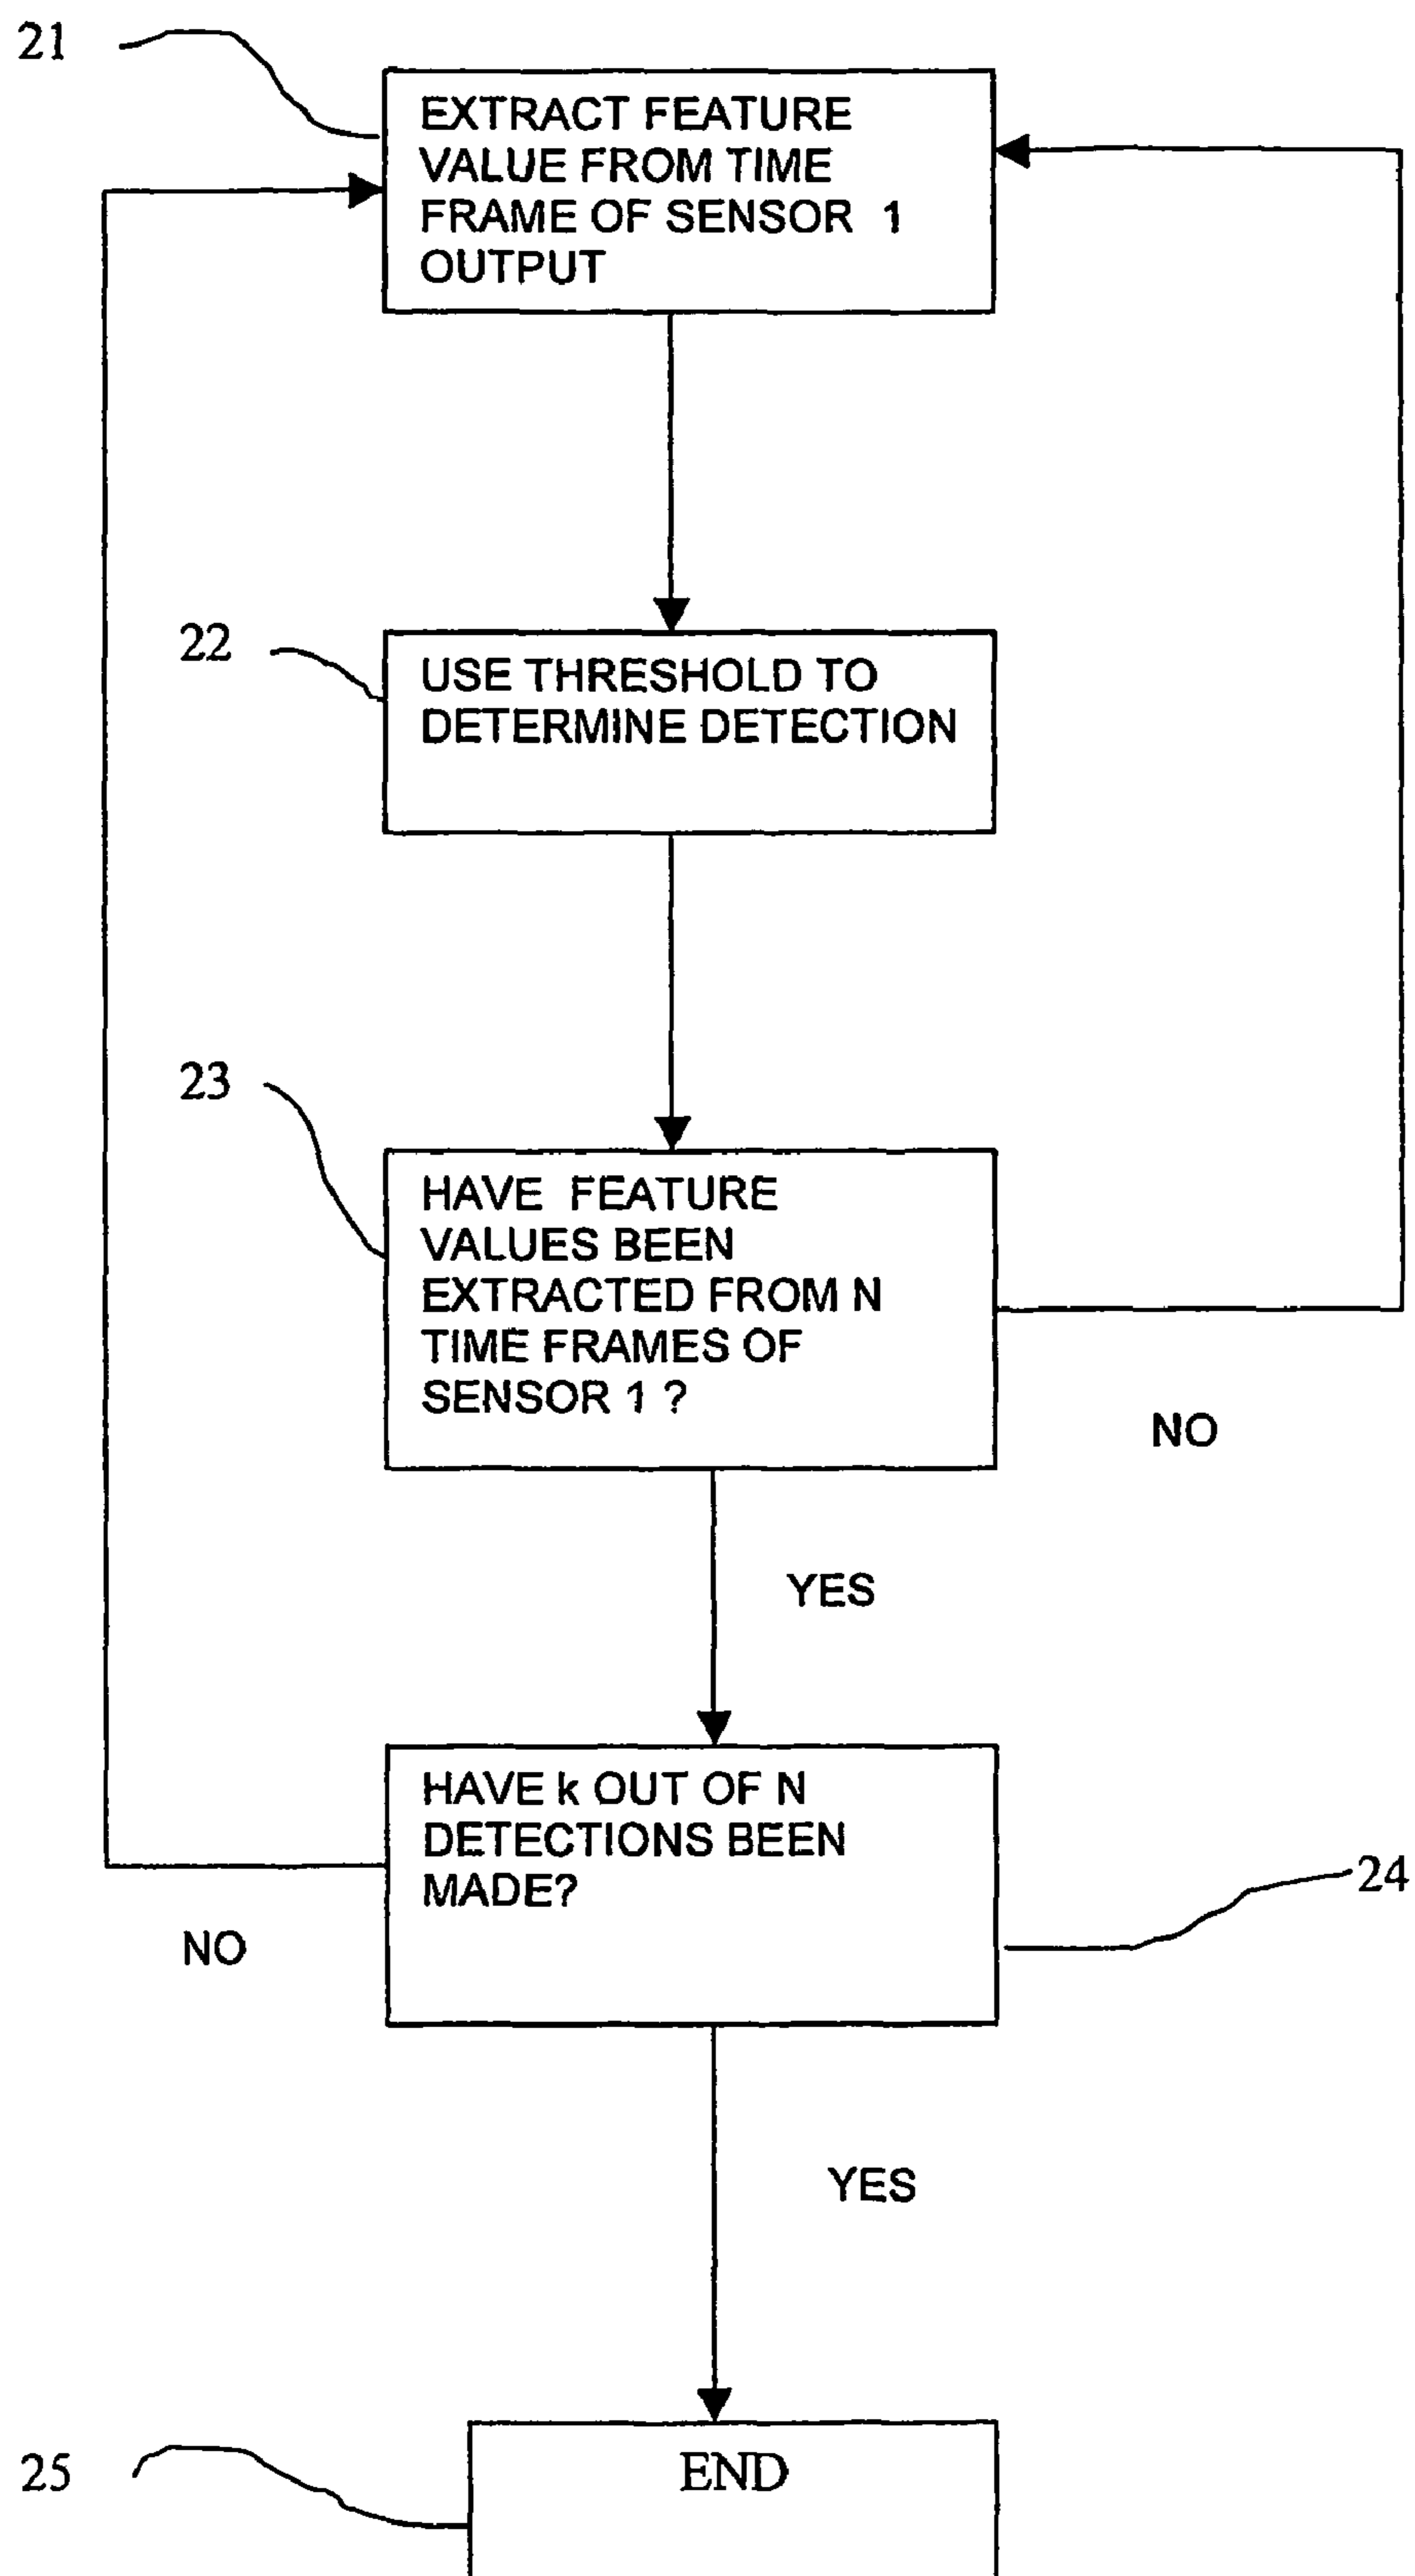 21
EXTRACT FEATURE
VALUE FROM TIME
FRAME OF SENSOR 1
OUTPUT
22
USE THRESHOLD TO
DETERMINE DETECTION
23
HAVE FEATURE
VALUES BEEN
EXTRACTED FROM N
TIME FRAMES OF
SENSOR 1 ?
NO
YES
HAVE k OUT OF N
DETECTIONS BEEN
MADE?
24
NO
YES
25
END